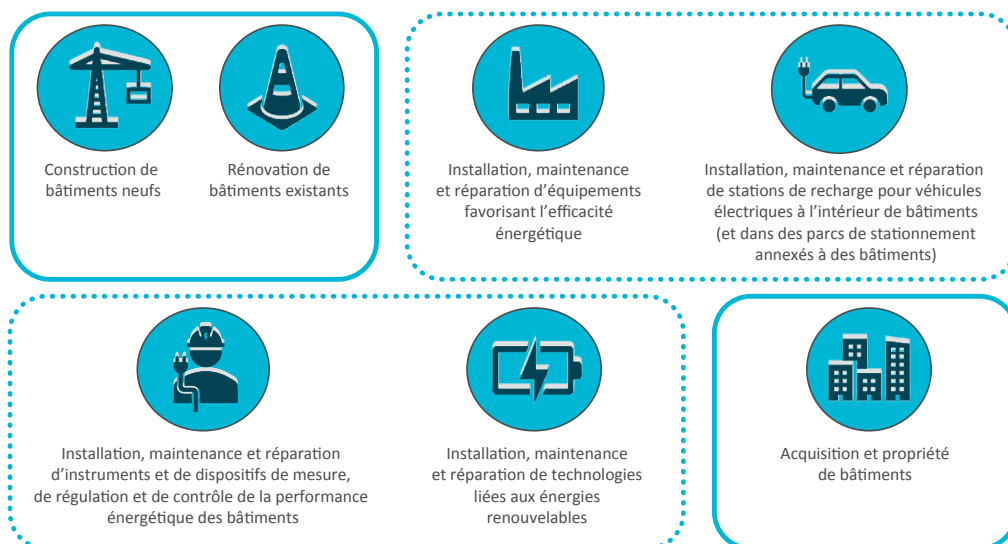 Construction de
bâtiments neufs
Rénovation de
bâtiments existants
Installation, maintenance
et réparation d’équipements
favorisant l’efficacité
énergétique
Installation, maintenance et réparation
de stations de recharge pour véhicules
électriques à l’intérieur de bâtiments
(et dans des parcs de stationnement
annexés à des bâtiments)
Installation, maintenance et réparation
d’instruments et de dispositifs de mesure,
de régulation et de contrôle de la performance
énergétique des bâtiments
Installation, maintenance
et réparation de technologies
liées aux énergies
renouvelables
Acquisition et propriété
de bâtiments